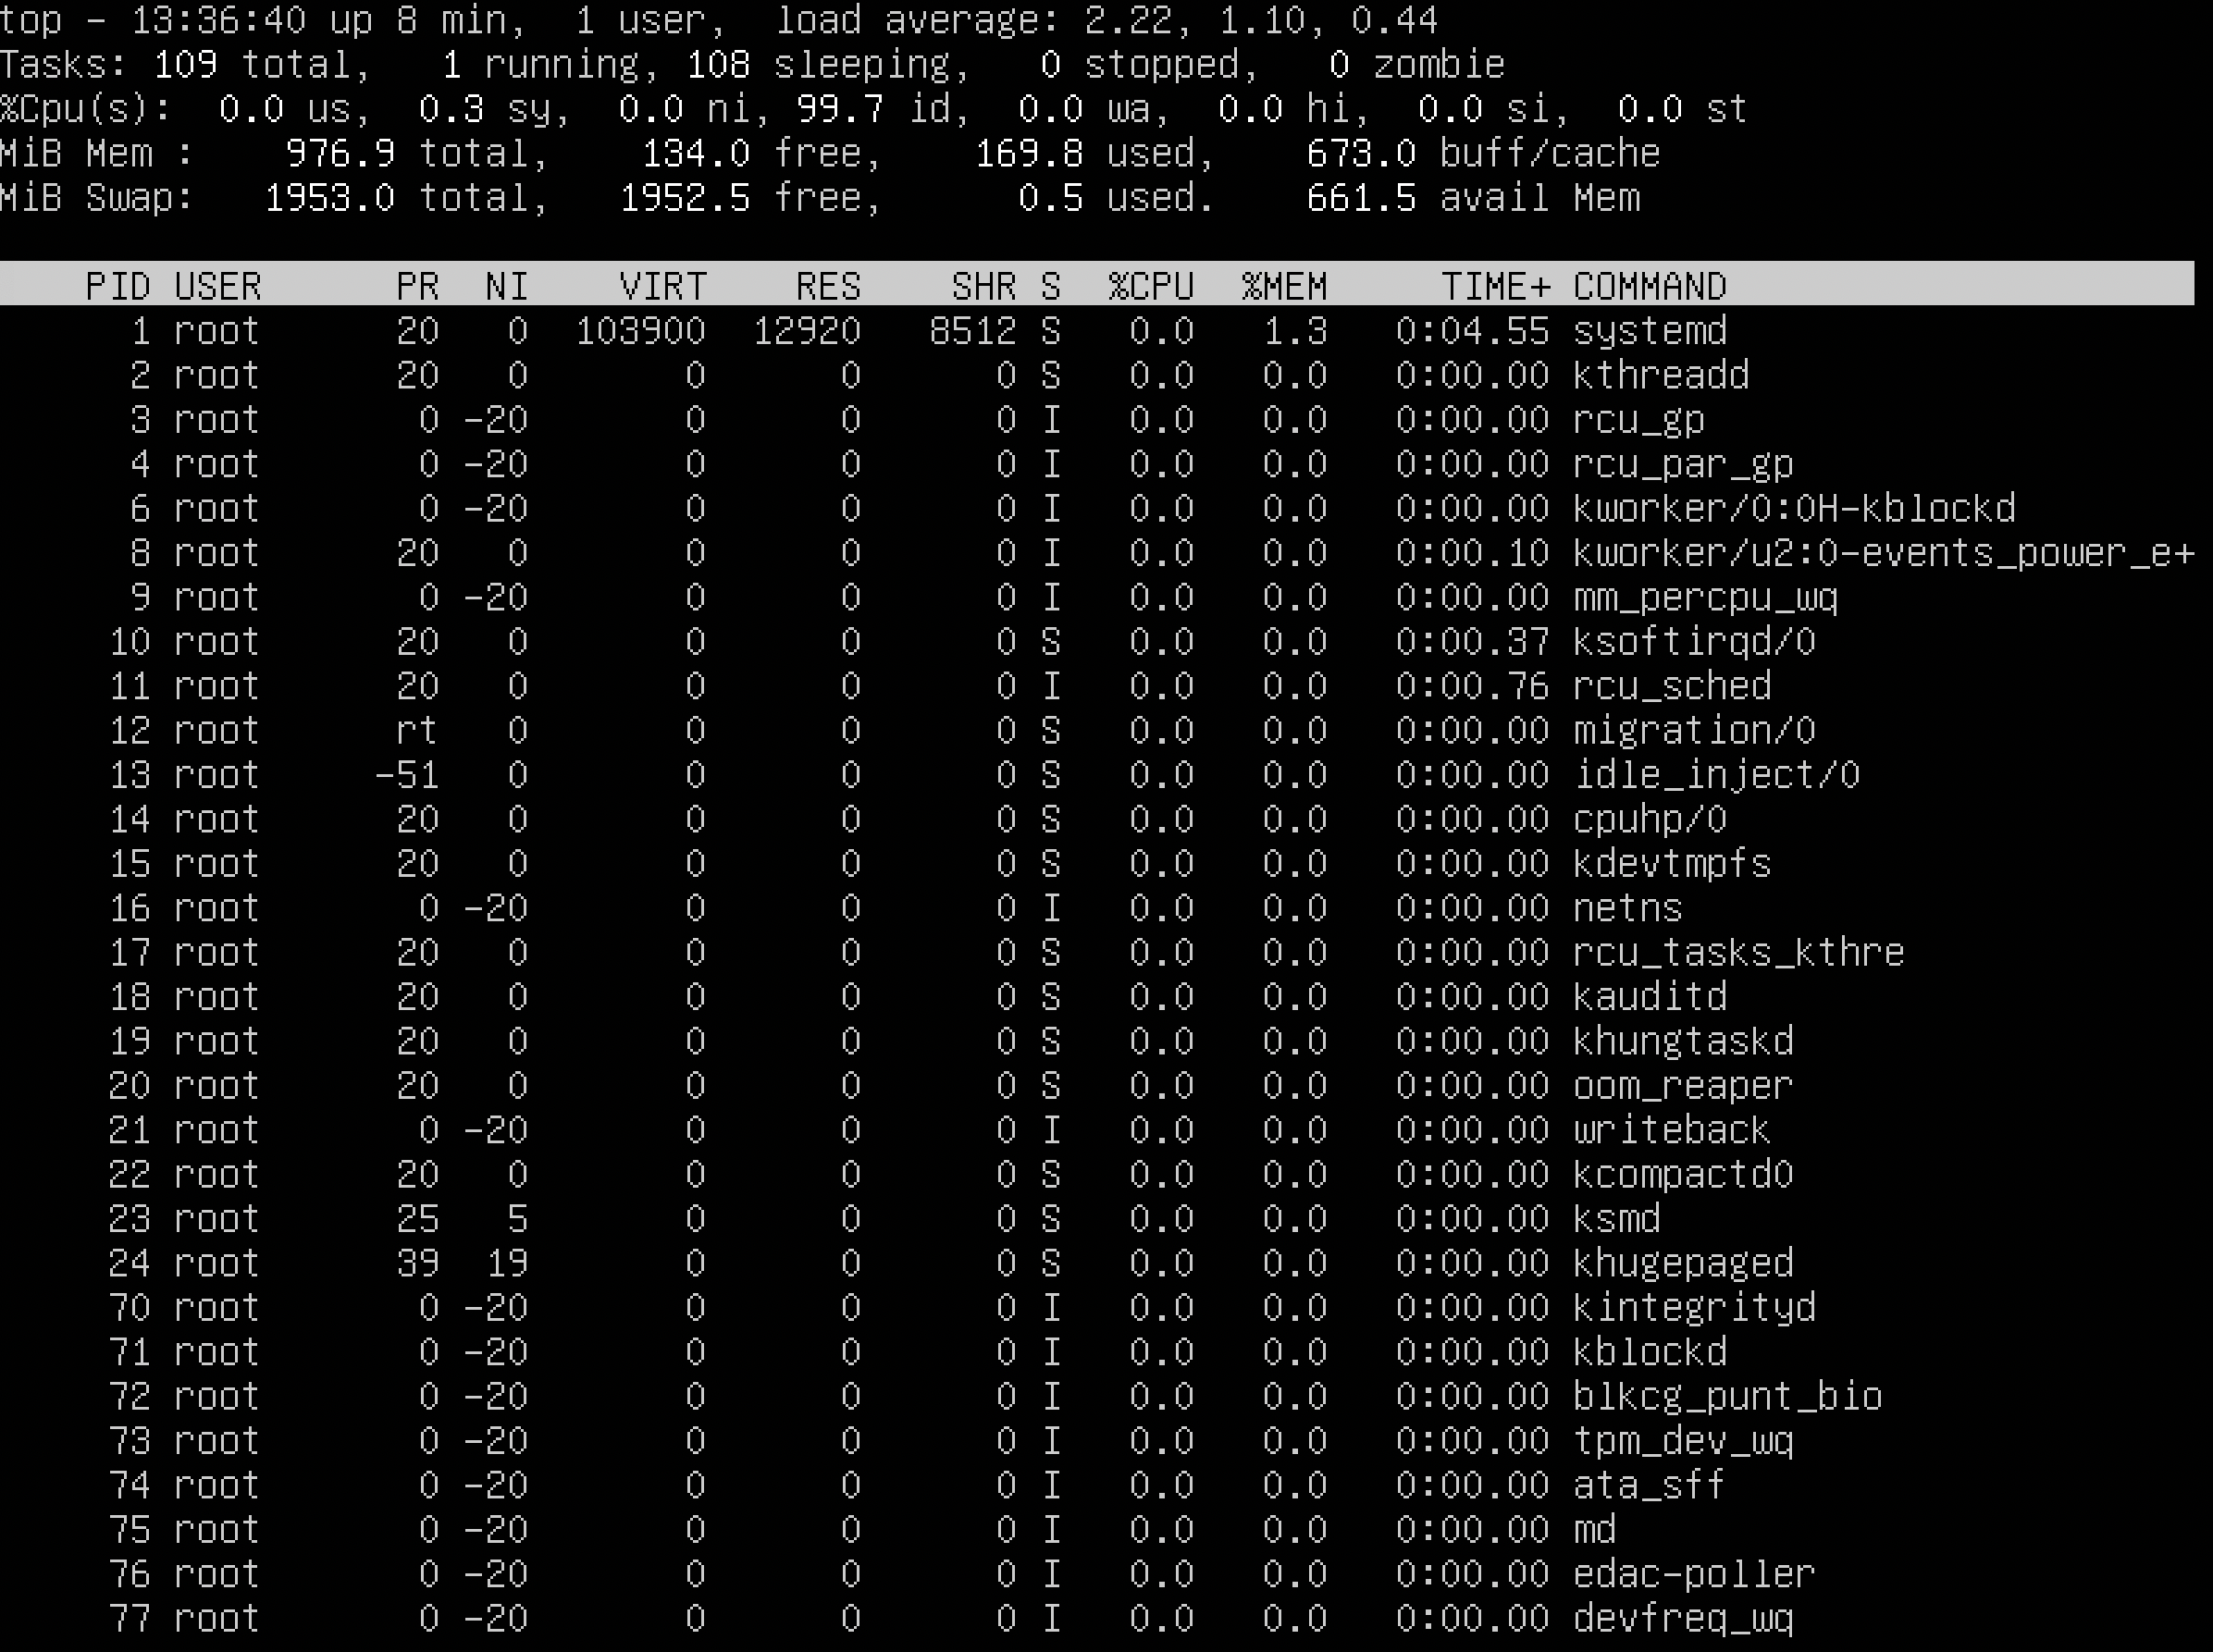 top - 13:36:40 up 8 min,  1 user,  load average: 2.22, 1.10, 0.44
Tasks: 109 total,   1 running, 108 sleeping,   0 stopped,   0 zombie
%Cpu(s):  0.0 us,  0.3 sy,  0.0 ni, 99.7 id,  0.0 wa,  0.0 hi,  0.0 si,  0.0 st
MiB Mem :    976.9 total,    134.0 free,    169.8 used,    673.0 buff/cache
MiB Swap:   1953.0 total,   1952.5 free,      0.5 used.    661.5 avail Mem
PID USER      PR  NI    VIRT    RES    SHR S  %CPU  %MEM     TIME+ COMMAND
1 root      20   0  103900  12920   8512 S   0.0   1.3   0:04.55 systemd
2 root      20   0       0      0      0 S   0.0   0.0   0:00.00 kthreadd
3 root       0 -20       0      0      0 I   0.0   0.0   0:00.00 rcu_gp
4 root       0 -20       0      0      0 I   0.0   0.0   0:00.00 rcu_par_gp
6 root       0 -20       0      0      0 I   0.0   0.0   0:00.00 kworker/0:0H-kblockd
8 root      20   0       0      0      0 I   0.0   0.0   0:00.10 kworker/u2:0-events_power_e+
9 root       0 -20       0      0      0 I   0.0   0.0   0:00.00 mm_percpu_wq
10 root      20   0       0      0      0 S   0.0   0.0   0:00.37 ksoftirqd/0
11 root      20   0       0      0      0 I   0.0   0.0   0:00.76 rcu_sched
12 root      rt   0       0      0      0 S   0.0   0.0   0:00.00 migration/0
13 root     -51   0       0      0      0 S   0.0   0.0   0:00.00 idle_inject/0
14 root      20   0       0      0      0 S   0.0   0.0   0:00.00 cpuhp/0
15 root      20   0       0      0      0 S   0.0   0.0   0:00.00 kdevtmpfs
16 root       0 -20       0      0      0 I   0.0   0.0   0:00.00 netns
17 root      20   0       0      0      0 S   0.0   0.0   0:00.00 rcu_tasks_kthre
18 root      20   0       0      0      0 S   0.0   0.0   0:00.00 kauditd
19 root      20   0       0      0      0 S   0.0   0.0   0:00.00 khungtaskd
20 root      20   0       0      0      0 S   0.0   0.0   0:00.00 oom_reaper
21 root       0 -20       0      0      0 I   0.0   0.0   0:00.00 writeback
22 root      20   0       0      0      0 S   0.0   0.0   0:00.00 kcompactd0
23 root      25   5       0      0      0 S   0.0   0.0   0:00.00 ksmd
24 root      39  19       0      0      0 S   0.0   0.0   0:00.00 khugepaged
70 root       0 -20       0      0      0 I   0.0   0.0   0:00.00 kintegrityd
71 root       0 -20       0      0      0 I   0.0   0.0   0:00.00 kblockd
72 root       0 -20       0      0      0 I   0.0   0.0   0:00.00 blkcg_punt_bio
73 root       0 -20       0      0      0 I   0.0   0.0   0:00.00 tpm_dev_wq
74 root       0 -20       0      0      0 I   0.0   0.0   0:00.00 ata_sff
75 root       0 -20       0      0      0 I   0.0   0.0   0:00.00 md
76 root       0 -20       0      0      0 I   0.0   0.0   0:00.00 edac-poller
77 root       0 -20       0      0      0 I   0.0   0.0   0:00.00 devfreq_wq